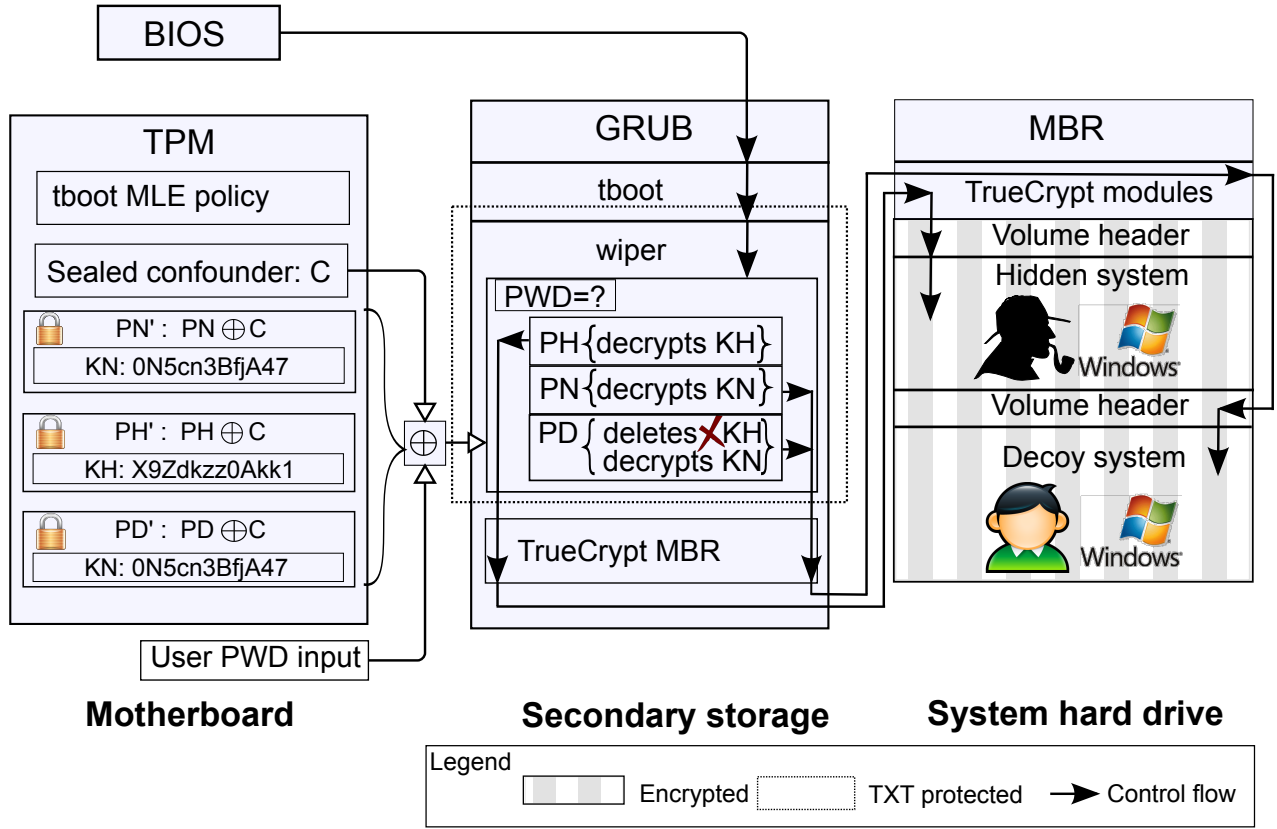 BIOS
TPM
tboot MLE policy
Sealed confounder: C
PN' : PN ⊕ C
KN: 0N5cn3BfjA47
PH' : PH ⊕ C
KH: X9Zdkzz0Akk1
PD' : PD ⊕ C
KN: 0N5cn3BfjA47
⊕
User PWD input
Motherboard
GRUB
tboot
wiper
PWD=?
PH {decrypts KH}
PN {decrypts KN}
PD { deletes ✗ KH
decrypts KN}
TrueCrypt MBR
Secondary storage
MBR
TrueCrypt modules
Volume header
Hidden system
Windows
Volume header
Decoy system
Windows
System hard drive
Legend
Encrypted
TXT protected
Control flow